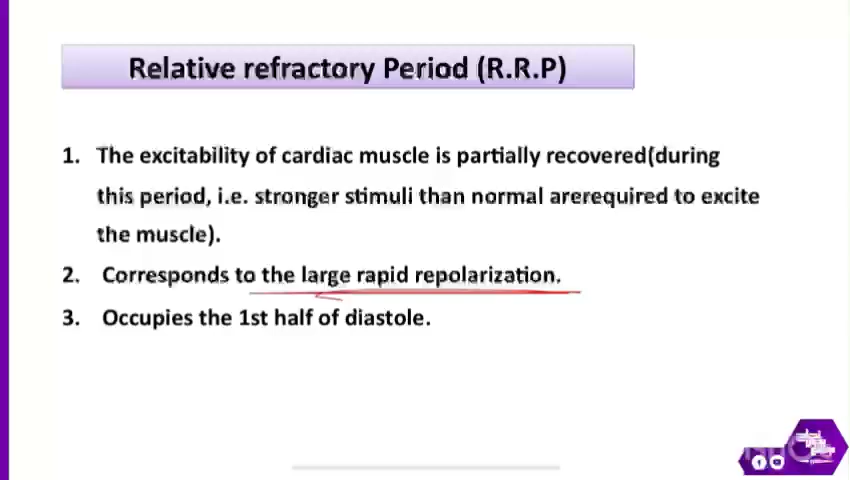 Relative refractory Period (R.R.P)
1. The excitability of cardiac muscle is partially recovered(during
this period, i.e. stronger stimuli than normal arerequired to excite
the muscle).
2. Corresponds to the large rapid repolarization.
3. Occupies the 1st half of diastole.